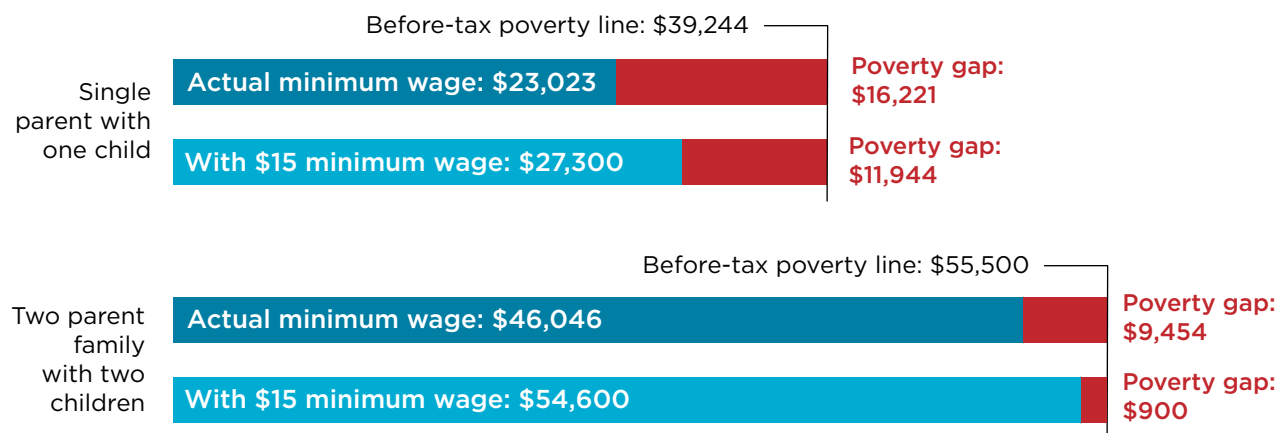 Before-tax poverty line: $39,244
Single
parent with
one child
Actual minimum wage: $23,023
Poverty gap:
$16,221
With $15 minimum wage: $27,300
Poverty gap:
$11,944
Before-tax poverty line: $55,500
Two parent
family
with two
children
Actual minimum wage: $46,046
Poverty gap:
$9,454
With $15 minimum wage: $54,600
Poverty gap:
$900